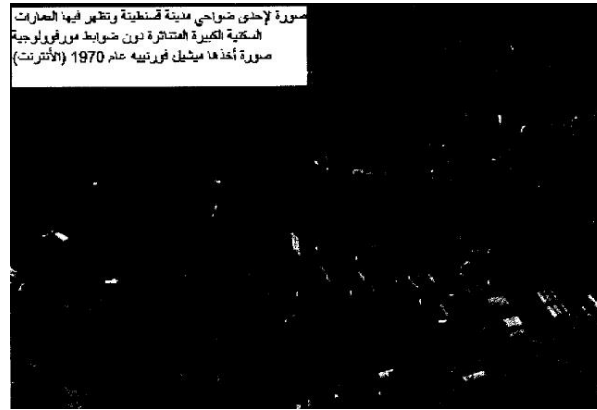 صورة لإحدى ضواحي مدينة قسنطينة وتظهر فيها العمارات
السكنية الكبيرة المتناثرة دون ضوابط مورفولوجية
صورة أخذها ميشيل فورنييه عام 1970 (الأنترنت)